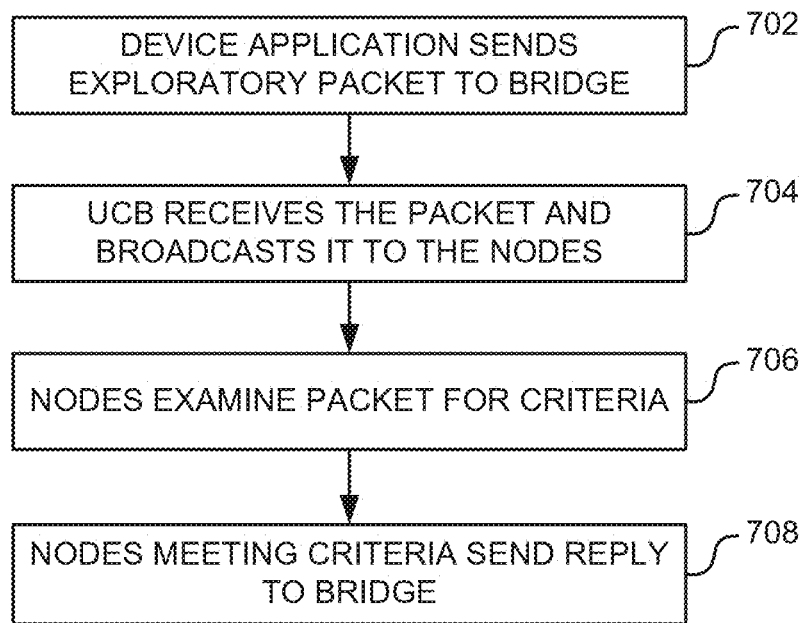 DEVICE APPLICATION SENDS
EXPLORATORY PACKET TO BRIDGE
702
UCB RECEIVES THE PACKET AND
BROADCASTS IT TO THE NODES
704
NODES EXAMINE PACKET FOR CRITERIA
706
NODES MEETING CRITERIA SEND REPLY
TO BRIDGE
708